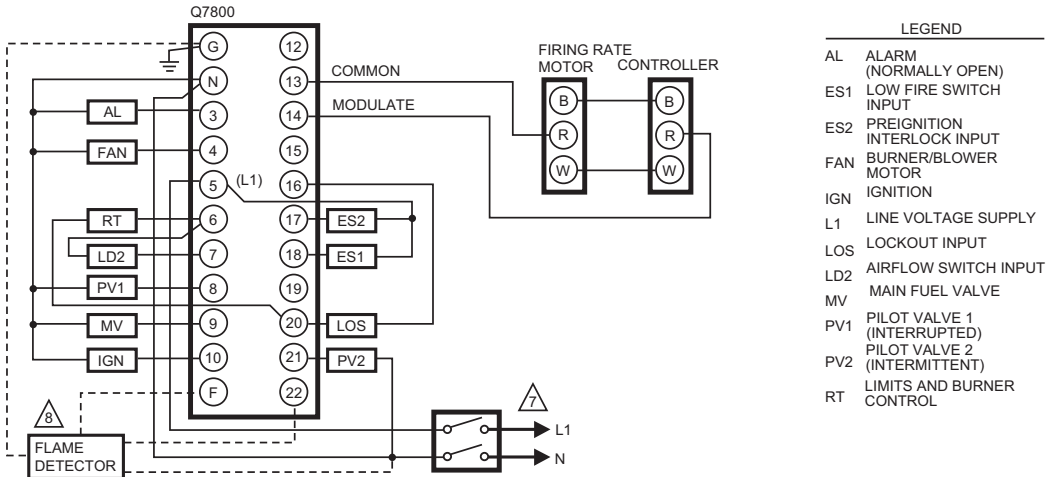 Q7800
G
N
3
4
5
6
7
8
9
10
F
12
13
14
15
16
17
18
19
20
21
22
AL
FAN
(L1)
RT
LD2
PV1
MV
IGN
ES2
ES1
LOS
PV2
COMMON
MODULATE
FIRING RATE
MOTOR
CONTROLLER
B
R
W
B
R
W
8
FLAME
DETECTOR
7
L1
N
LEGEND
AL ALARM
(NORMALLY OPEN)
ES1 LOW FIRE SWITCH
INPUT
ES2 PREIGNITION
INTERLOCK INPUT
FAN BURNER/BLOWER
MOTOR
IGN IGNITION
L1 LINE VOLTAGE SUPPLY
LOS LOCKOUT INPUT
LD2 AIRFLOW SWITCH INPUT
MV MAIN FUEL VALVE
PV1 PILOT VALVE 1
(INTERRUPTED)
PV2 PILOT VALVE 2
(INTERMITTENT)
RT LIMITS AND BURNER
CONTROL